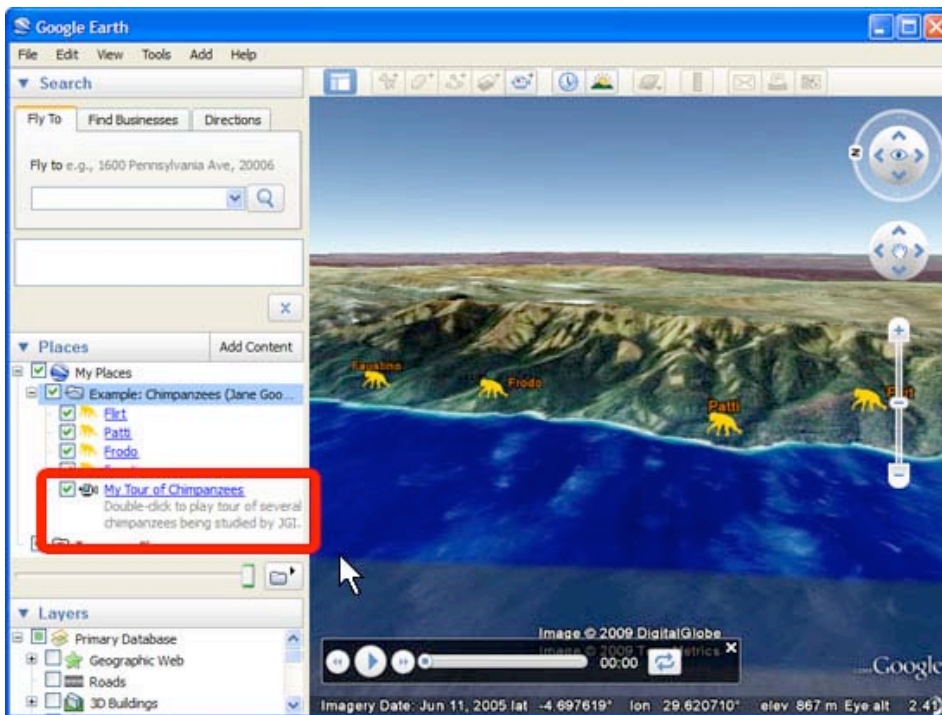 Google Earth
File Edit View Tools Add Help
Search
Fly To Find Businesses Directions
Fly to e.g., 1600 Pennsylvania Ave, 20006
Places Add Content
My Places
Example: Chimpanzees (Jane Goo...
Flirt
Patti
Frodo
My Tour of Chimpanzees
Double-click to play tour of several
chimpanzees being studied by JGI.
Layers
Primary Database
Geographic Web
Roads
3D Buildings
N
Faustino
Frodo
Patti
Image © 2009 DigitalGlobe
Image © 2009
00:00
Google
Imagery Date: Jun 11, 2005 lat -4.697619° lon 29.620710° elev 867 m Eye alt 2.41